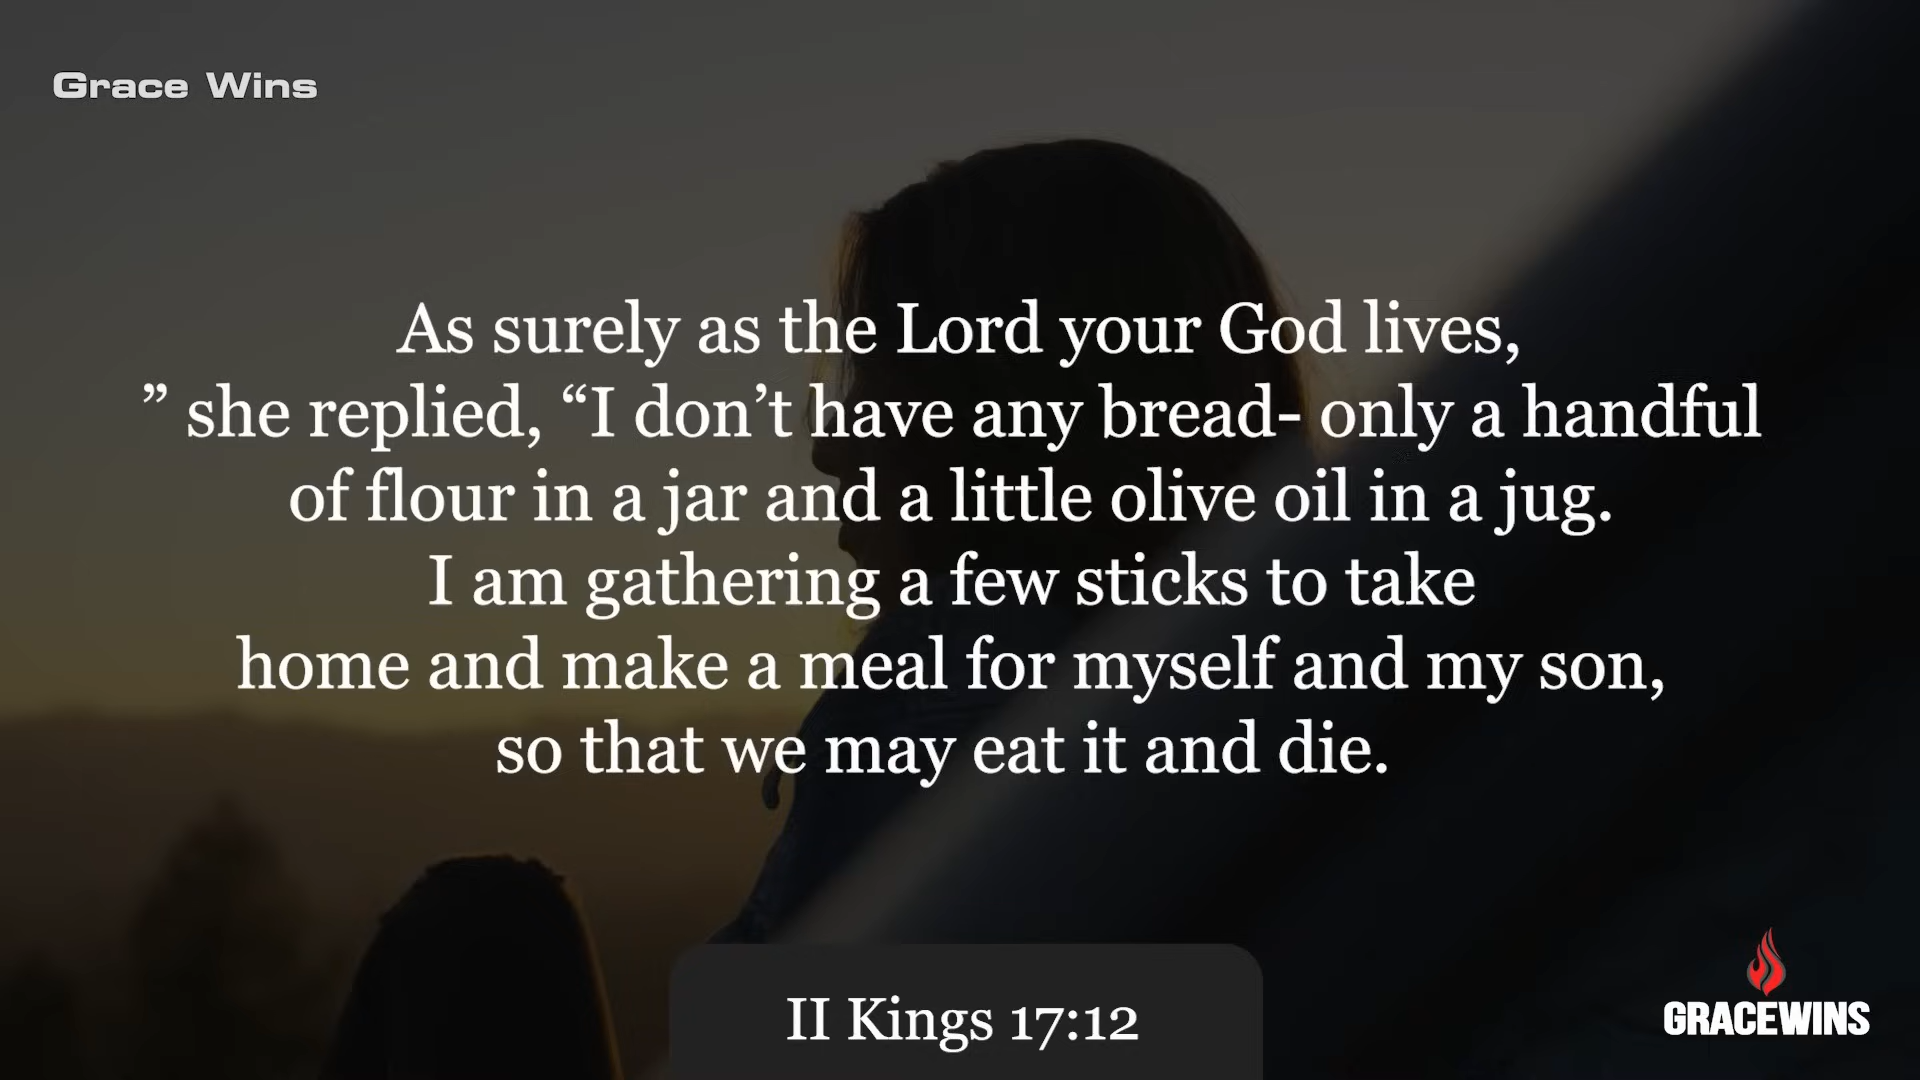 Grace Wins
As surely as the Lord your God lives,
” she replied, “I don’t have any bread- only a handful
of flour in a jar and a little olive oil in a jug.
I am gathering a few sticks to take
home and make a meal for myself and my son,
so that we may eat it and die.
II Kings 17:12
GRACEWINS